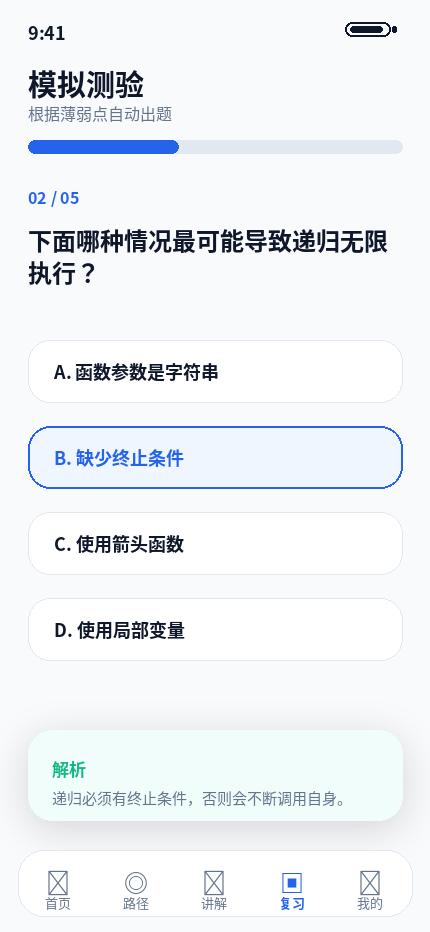 9:41
模拟测验
根据薄弱点自动出题
02 / 05
下面哪种情况最可能导致递归无限
执行？
A. 函数参数是字符串
B. 缺少终止条件
C. 使用箭头函数
D. 使用局部变量
解析
递归必须有终止条件，否则会不断调用自身。
首页 路径 讲解 复习 我的